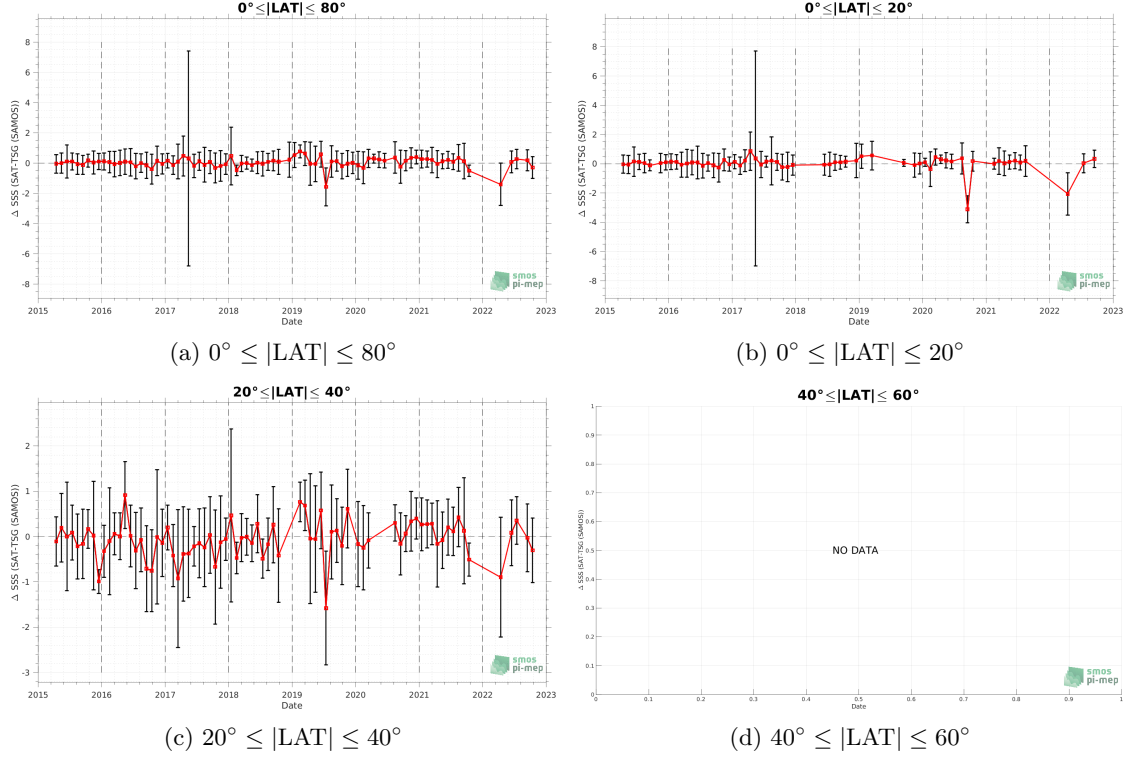 0°≤|LAT|≤ 80°
Δ SSS (SAT-TSG (SAMOS))
8
6
4
2
0
-2
-4
-6
-8
2015 2016 2017 2018 2019 2020 2021 2022 2023
Date
smos
pi-mep
(a) 0° ≤ |LAT| ≤ 80°
0°≤|LAT|≤ 20°
Δ SSS (SAT-TSG (SAMOS))
8
6
4
2
0
-2
-4
-6
-8
2015 2016 2017 2018 2019 2020 2021 2022 2023
Date
smos
pi-mep
(b) 0° ≤ |LAT| ≤ 20°
20°≤|LAT|≤ 40°
Δ SSS (SAT-TSG (SAMOS))
2
1
0
-1
-2
-3
2015 2016 2017 2018 2019 2020 2021 2022 2023
Date
smos
pi-mep
(c) 20° ≤ |LAT| ≤ 40°
40°≤|LAT|≤ 60°
Δ SSS (SAT-TSG (SAMOS))
1
0.9
0.8
0.7
0.6
0.5
0.4
0.3
0.2
0.1
0
NO DATA
0 0.1 0.2 0.3 0.4 0.5 0.6 0.7 0.8 0.9 1
Date
smos
pi-mep
(d) 40° ≤ |LAT| ≤ 60°